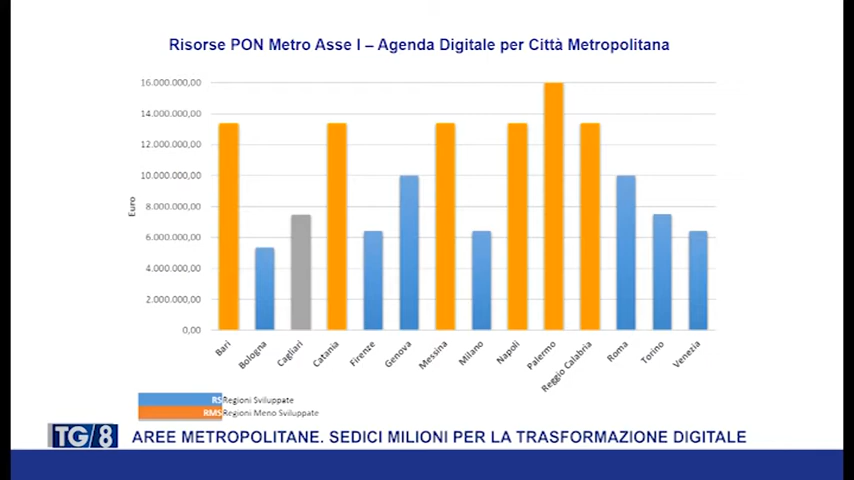 Risorse PON Metro Asse I – Agenda Digitale per Città Metropolitana
16.000.000,00
14.000.000,00
12.000.000,00
10.000.000,00
8.000.000,00
6.000.000,00
4.000.000,00
2.000.000,00
0,00
Euro
Bari
Bologna
Cagliari
Catania
Firenze
Genova
Messina
Milano
Napoli
Palermo
Reggio Calabria
Roma
Torino
Venezia
RS Regioni Sviluppate
RMS Regioni Meno Sviluppate
TG/8 AREE METROPOLITANE. SEDICI MILIONI PER LA TRASFORMAZIONE DIGITALE